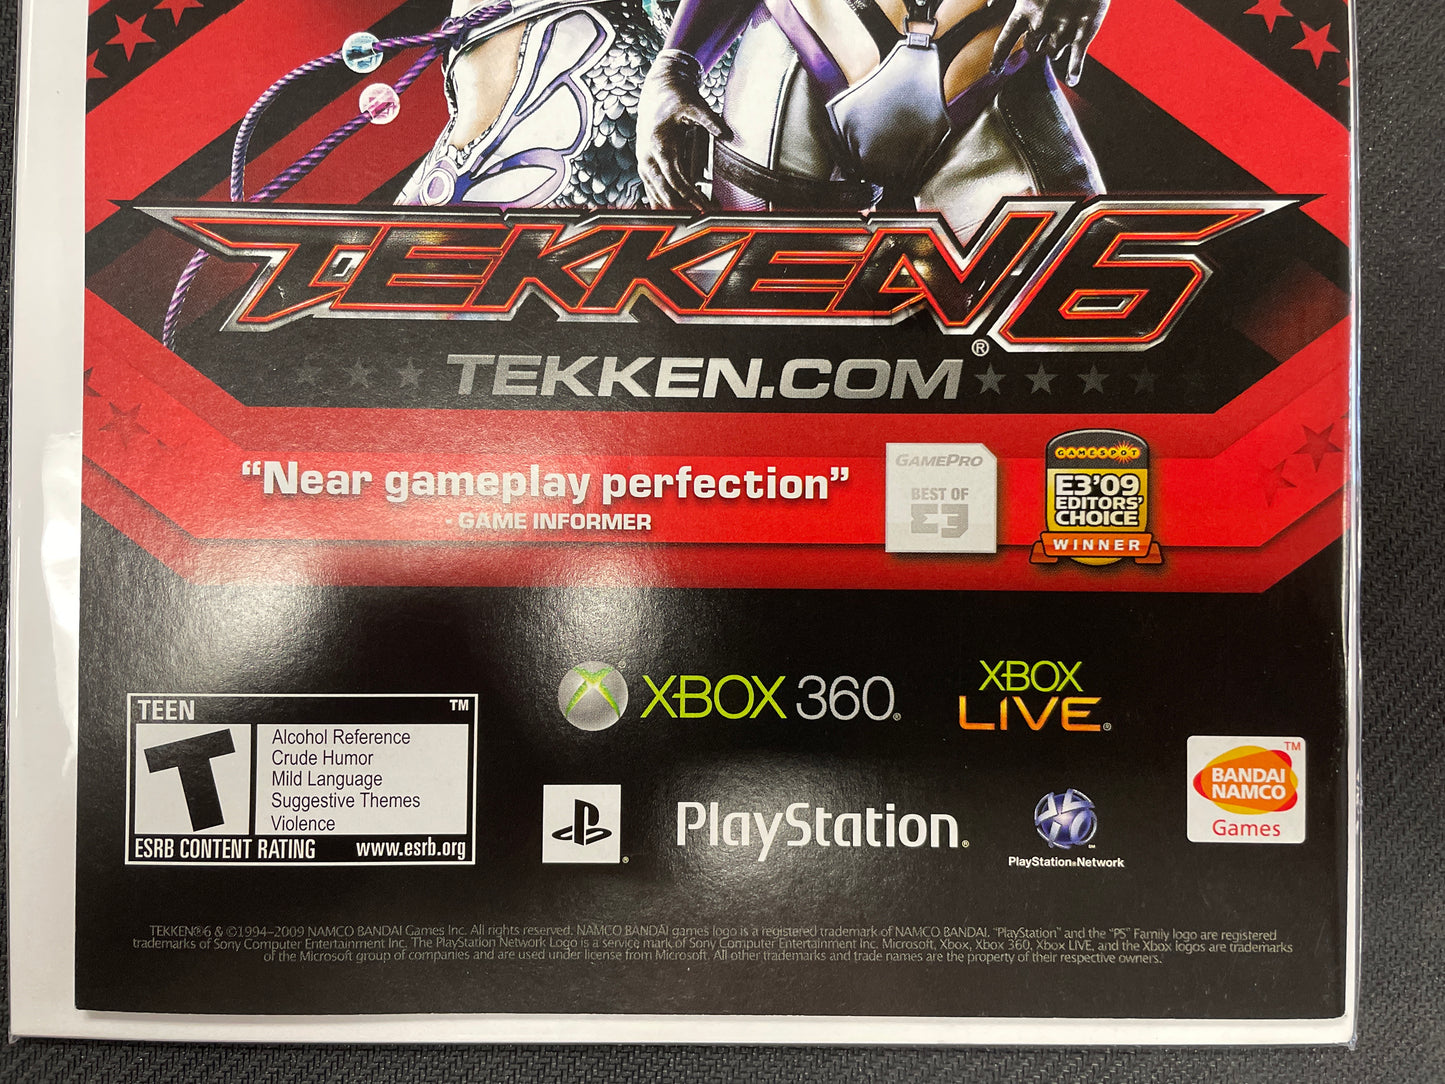 TEKKEN 6®
TEKKEN.COM
“Near gameplay perfection”
- GAME INFORMER
GAMEPRO
BEST OF
E3
GAMESPOT
E3'09
EDITORS'
CHOICE
WINNER
XBOX 360®
XBOX
LIVE®
TEEN ™
T
Alcohol Reference
Crude Humor
Mild Language
Suggestive Themes
Violence
ESRB CONTENT RATING www.esrb.org
PlayStation®
PlayStation®Network
BANDAI
NAMCO
Games
™
TEKKEN®6 & ©1994–2009 NAMCO BANDAI Games Inc. All rights reserved. NAMCO BANDAI games logo is a registered trademark of NAMCO BANDAI. “PlayStation” and the “PS” Family logo are registered
trademarks of Sony Computer Entertainment Inc. The PlayStation Network Logo is a service mark of Sony Computer Entertainment Inc. Microsoft, Xbox, Xbox 360, Xbox LIVE, and the Xbox logos are trademarks
of the Microsoft group of companies and are used under license from Microsoft. All other trademarks and trade names are the property of their respective owners.